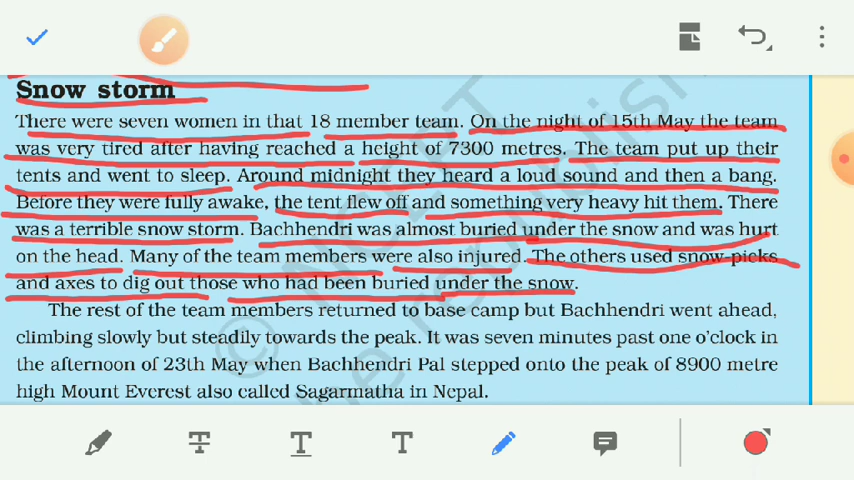 Snow storm
There were seven women in that 18 member team. On the night of 15th May the team
was very tired after having reached a height of 7300 metres. The team put up their
tents and went to sleep. Around midnight they heard a loud sound and then a bang.
Before they were fully awake, the tent flew off and something very heavy hit them. There
was a terrible snow storm. Bachhendri was almost buried under the snow and was hurt
on the head. Many of the team members were also injured. The others used snow-picks
and axes to dig out those who had been buried under the snow.
The rest of the team members returned to base camp but Bachhendri went ahead,
climbing slowly but steadily towards the peak. It was seven minutes past one o'clock in
the afternoon of 23th May when Bachhendri Pal stepped onto the peak of 8900 metre
high Mount Everest also called Sagarmatha in Nepal.
© NCERT
be republish
T T T